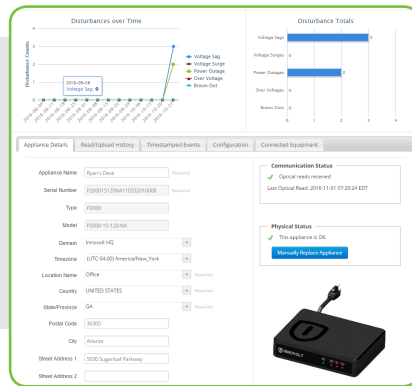 Disturbances over Time
Disturbance Totals
Disturbance Counts
4
3
2
1
0
2016-09-06
Voltage Sag: 0
Voltage Sag
Voltage Surge
Power Outage
Over Voltage
Brown Out
Voltage Sags
3
Voltage Surges
0
Power Outages
2
Over Voltages
0
Brown Outs
0
0 1 2 3 4
Appliance Details Read/Upload History Timestamped Events Configuration Connected Equipment
Appliance Name Ryan's Desk Required
Serial Number Required
Type P2000
Model P2000-15-120-NA
Domain Innovolt HQ
Timezone (UTC-04:00) America/New_York
Location Name Office Required
Country UNITED STATES Required
State/Province GA Required
Postal Code 30305
City Atlanta
Street Address 1 5030 Sugarloaf Parkway
Street Address 2
Communication Status
Optical reads received
Last Optical Read: 2016-11-01 07:29:24 EDT
Physical Status
This appliance is OK.
Manually Replace Appliance
INNOVOLT